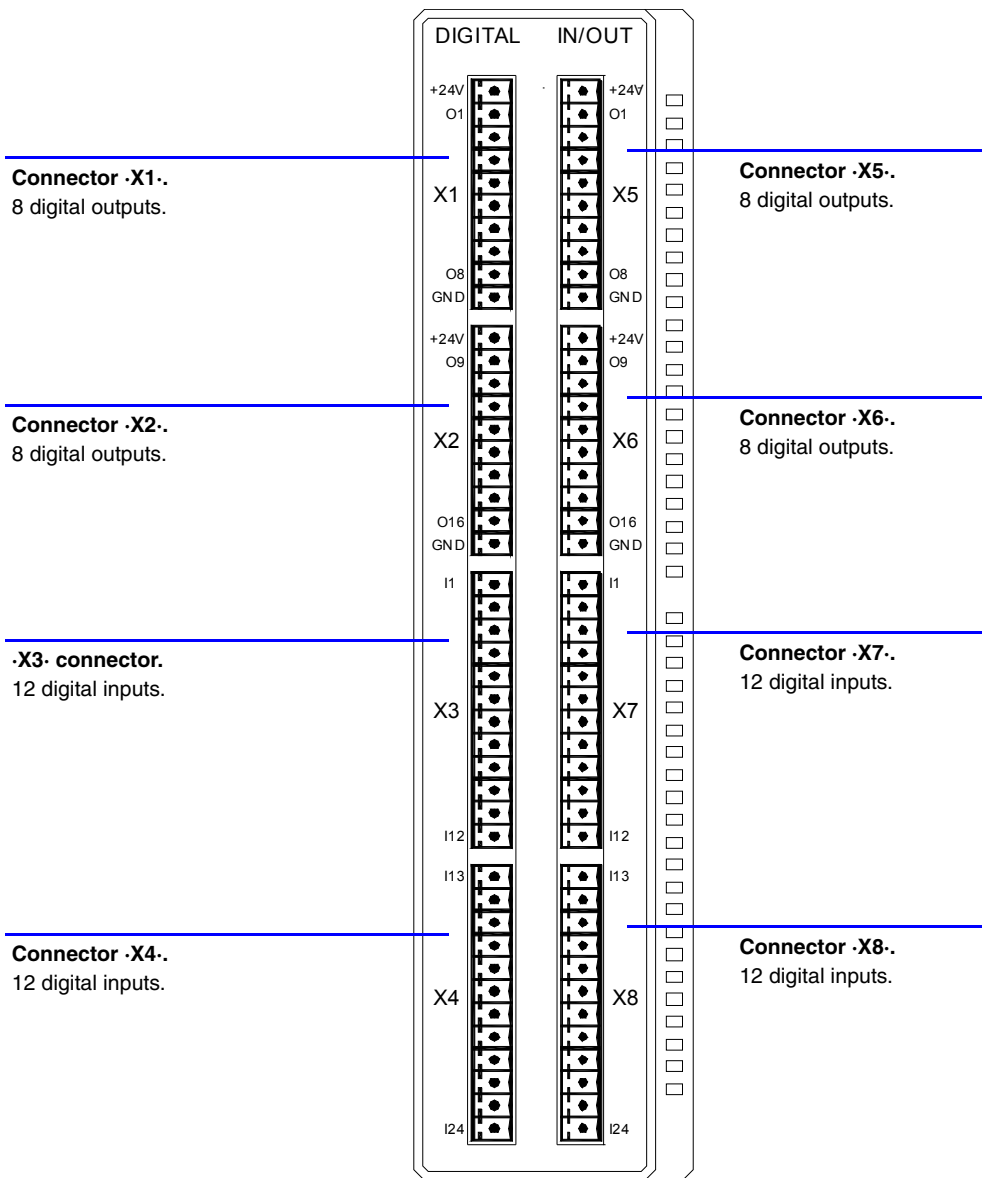 DIGITAL IN/OUT
+24V
O1
X1
O8
GND
+24V
O9
X2
O16
GND
I1
X3
I12
I13
X4
I24
+24V
O1
X5
O8
GND
+24V
O9
X6
O16
GND
I1
X7
I12
I13
X8
I24
Connector ·X1·.
8 digital outputs.
Connector ·X2·.
8 digital outputs.
·X3· connector.
12 digital inputs.
Connector ·X4·.
12 digital inputs.
Connector ·X5·.
8 digital outputs.
Connector ·X6·.
8 digital outputs.
Connector ·X7·.
12 digital inputs.
Connector ·X8·.
12 digital inputs.